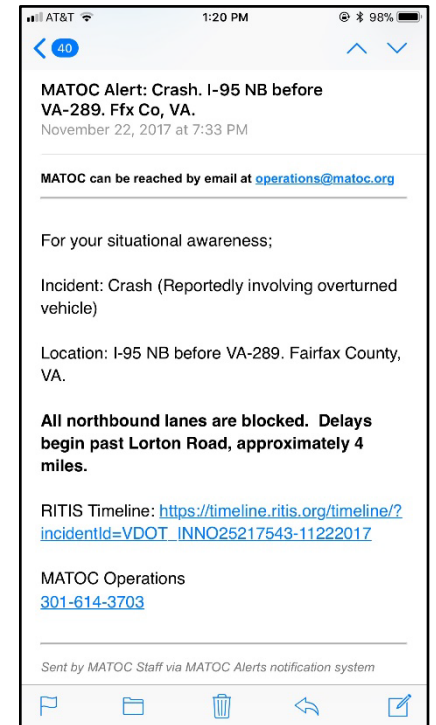 AT&T 1:20 PM 98%
40
MATOC Alert: Crash. I-95 NB before
VA-289. Ffx Co, VA.
November 22, 2017 at 7:33 PM
MATOC can be reached by email at operations@matoc.org
For your situational awareness;
Incident: Crash (Reportedly involving overturned
vehicle)
Location: I-95 NB before VA-289. Fairfax County,
VA.
All northbound lanes are blocked.  Delays
begin past Lorton Road, approximately 4
miles.
RITIS Timeline: https://timeline.ritis.org/timeline/?
incidentId=VDOT_INNO25217543-11222017
MATOC Operations
301-614-3703
Sent by MATOC Staff via MATOC Alerts notification system